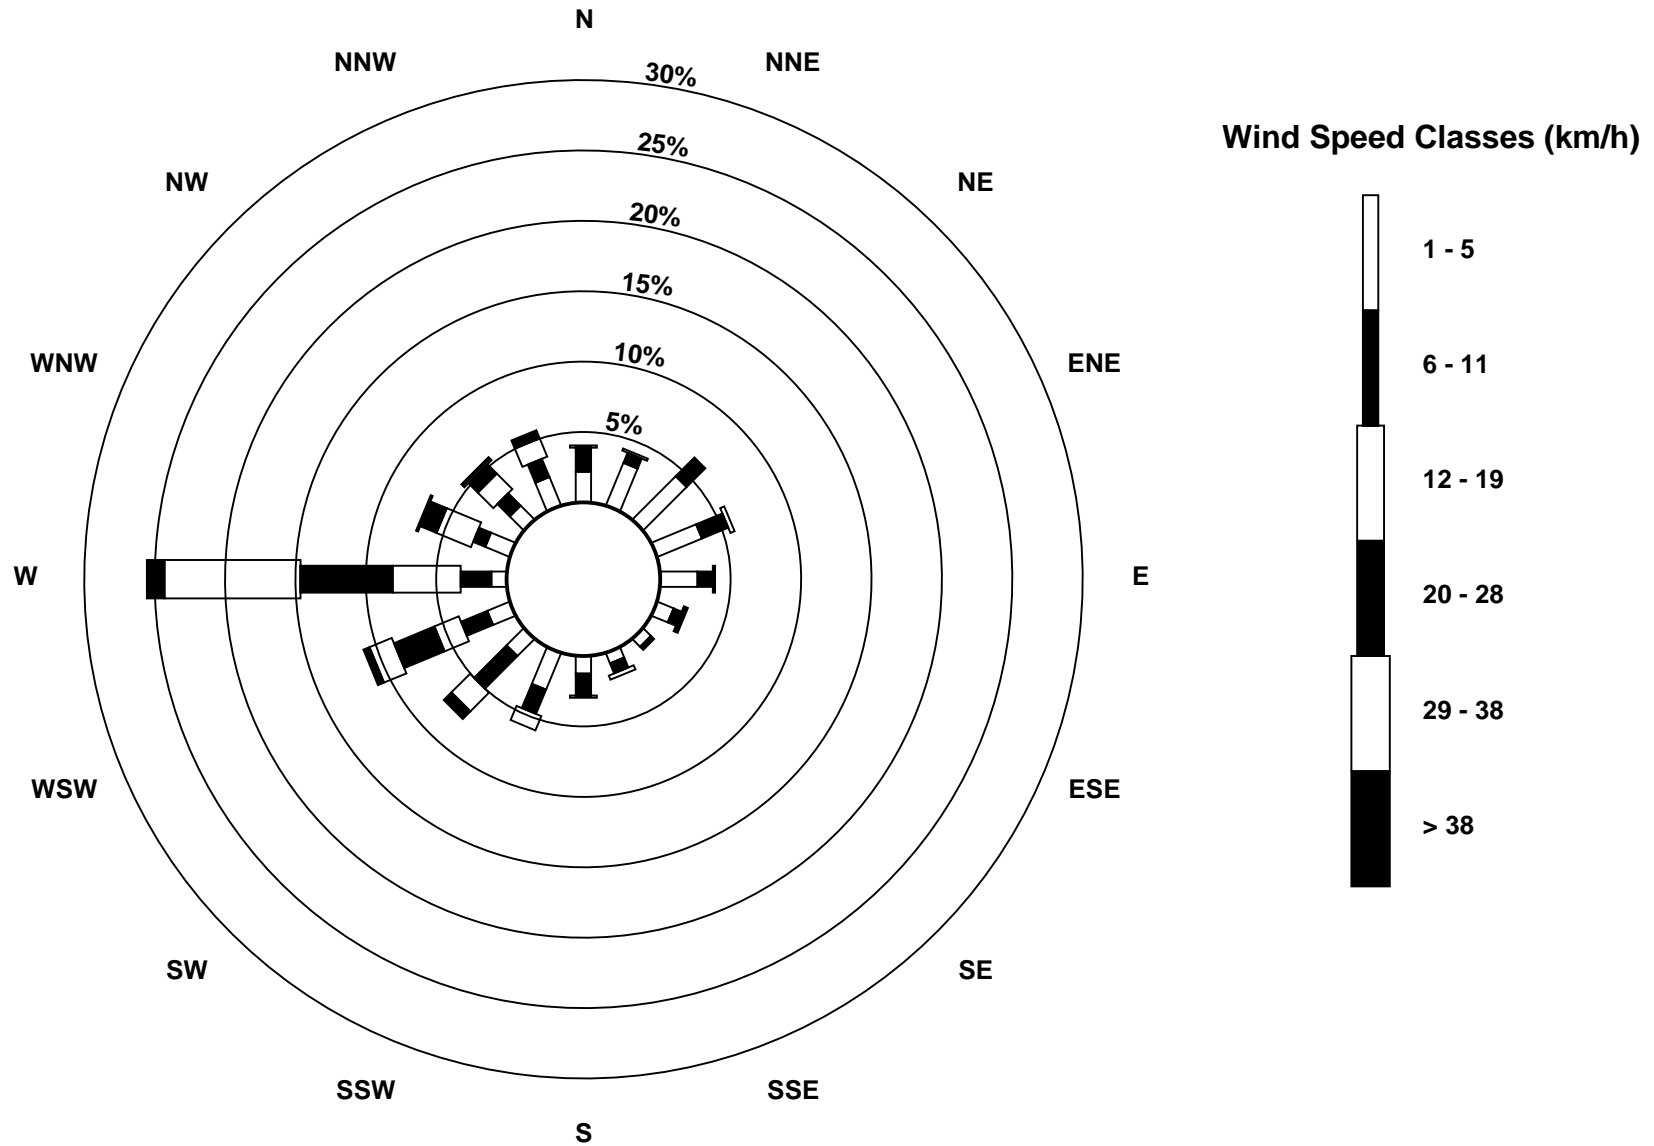 N
NNW
NNE
30%
Wind Speed Classes (km/h)
25%
NW
NE
20%
1 - 5
15%
10%
WNW
ENE
6 - 11
5%
12 - 19
W
E
20 - 28
29 - 38
WSW
ESE
> 38
SW
SE
SSW
SSE
S